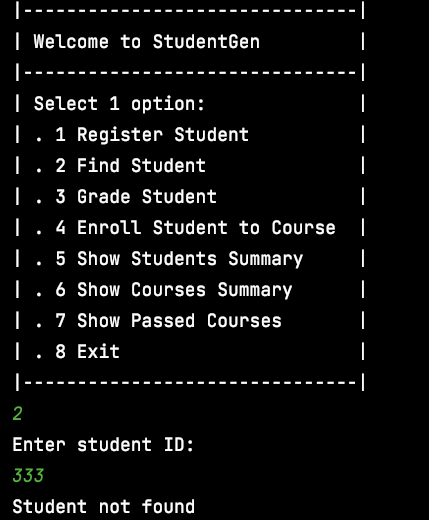 |-------------------------------|
| Welcome to StudentGen         |
|-------------------------------|
| Select 1 option:              |
| . 1 Register Student          |
| . 2 Find Student              |
| . 3 Grade Student             |
| . 4 Enroll Student to Course  |
| . 5 Show Students Summary     |
| . 6 Show Courses Summary      |
| . 7 Show Passed Courses       |
| . 8 Exit                      |
|-------------------------------|
2
Enter student ID:
333
Student not found